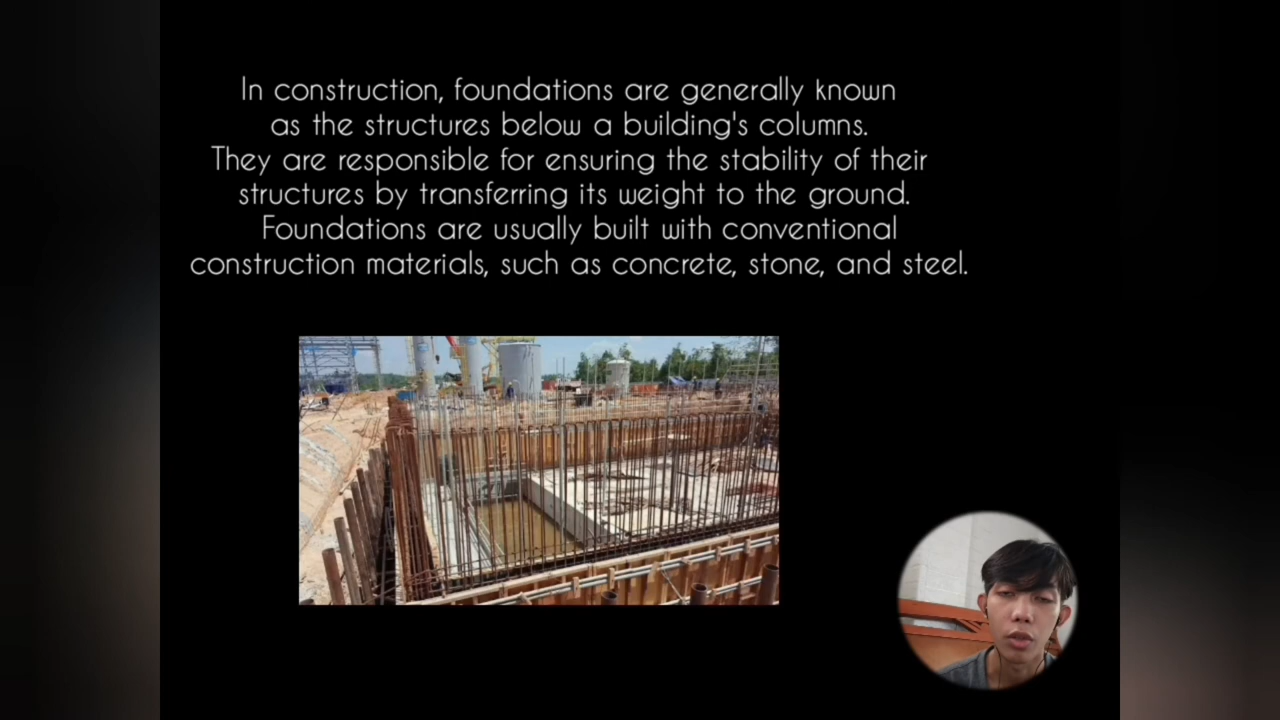 In construction, foundations are generally known
as the structures below a building's columns.
They are responsible for ensuring the stability of their
structures by transferring its weight to the ground.
Foundations are usually built with conventional
construction materials, such as concrete, stone, and steel.